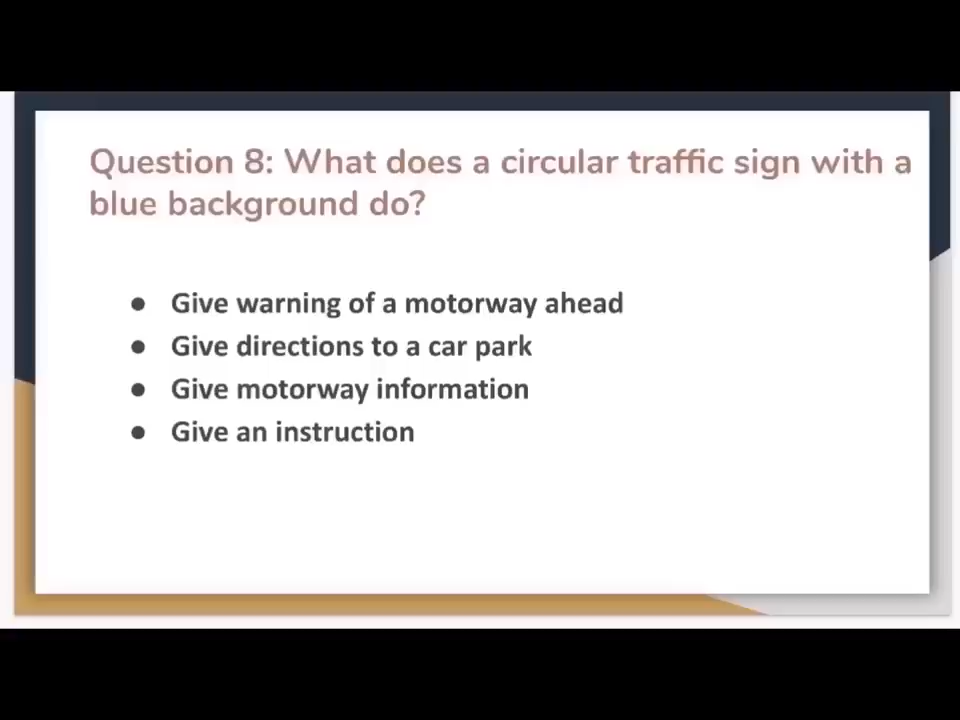 Question 8: What does a circular traffic sign with a
blue background do?
● Give warning of a motorway ahead
● Give directions to a car park
● Give motorway information
● Give an instruction